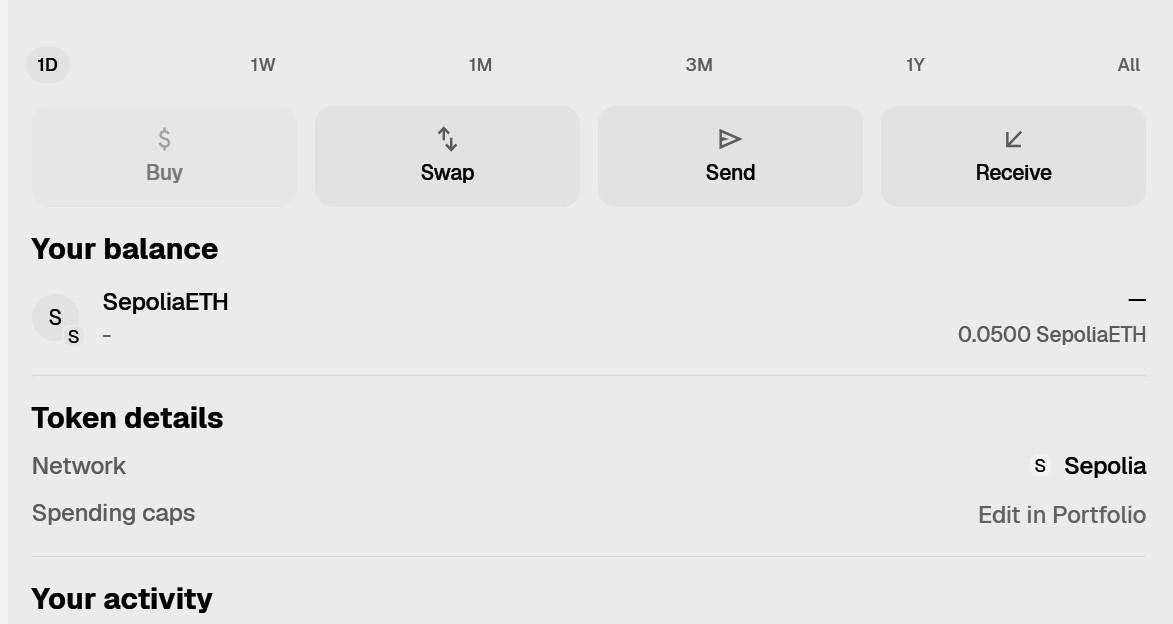 1D 1W 1M 3M 1Y All
$
Buy Swap Send Receive
Your balance
S SepoliaETH —
S - 0.0500 SepoliaETH
Token details
Network S Sepolia
Spending caps Edit in Portfolio
Your activity